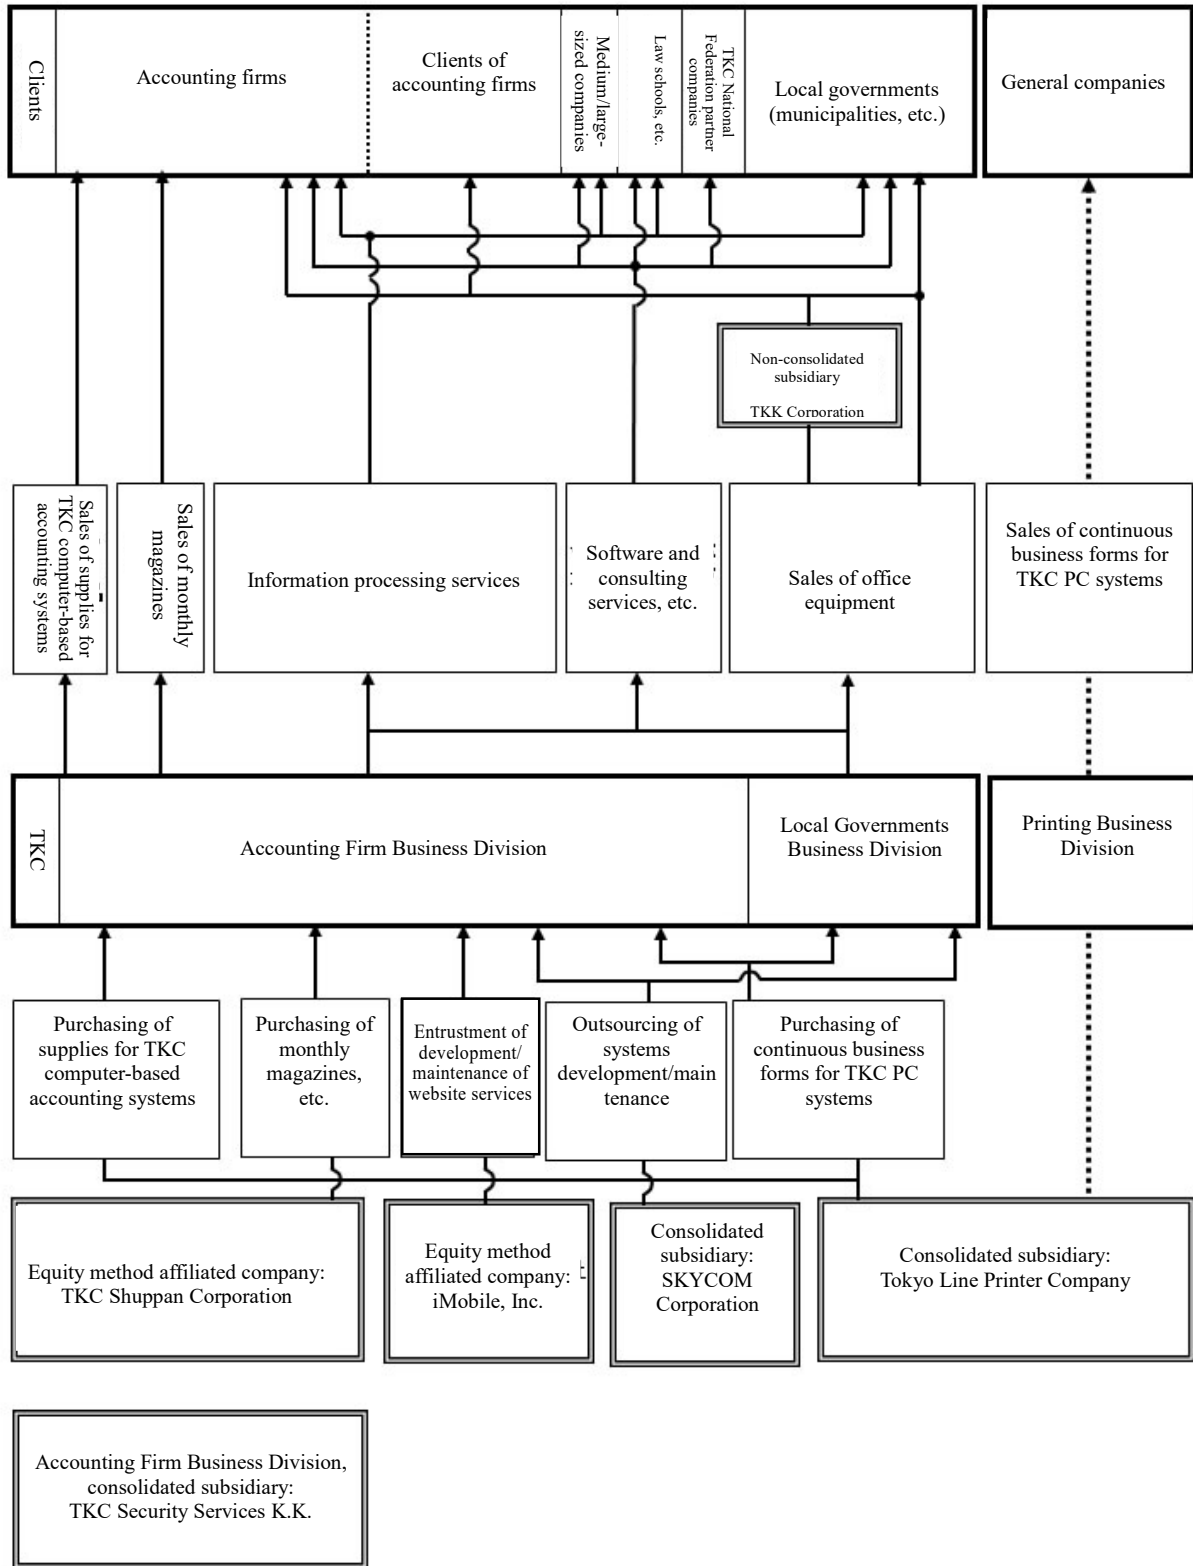 Clients
Accounting firms
Clients of
accounting firms
Medium/large-
sized companies
Law schools, etc.
TKC National
Federation partner
companies
Local governments
(municipalities, etc.)
General companies
Non-consolidated
subsidiary
TKK Corporation
Sales of supplies for
TKC computer-based
accounting systems
Sales of monthly
magazines
Information processing services
Software and
consulting
services, etc.
Sales of office
equipment
Sales of continuous
business forms for
TKC PC systems
TKC
Accounting Firm Business Division
Local Governments
Business Division
Printing Business
Division
Purchasing of
supplies for TKC
computer-based
accounting systems
Purchasing of
monthly
magazines,
etc.
Entrustment of
development/
maintenance of
website services
Outsourcing of
systems
development/main
tenance
Purchasing of
continuous business
forms for TKC PC
systems
Equity method affiliated company:
TKC Shuppan Corporation
Equity method
affiliated company:
iMobile, Inc.
Consolidated
subsidiary:
SKYCOM
Corporation
Consolidated subsidiary:
Tokyo Line Printer Company
Accounting Firm Business Division,
consolidated subsidiary:
TKC Security Services K.K.